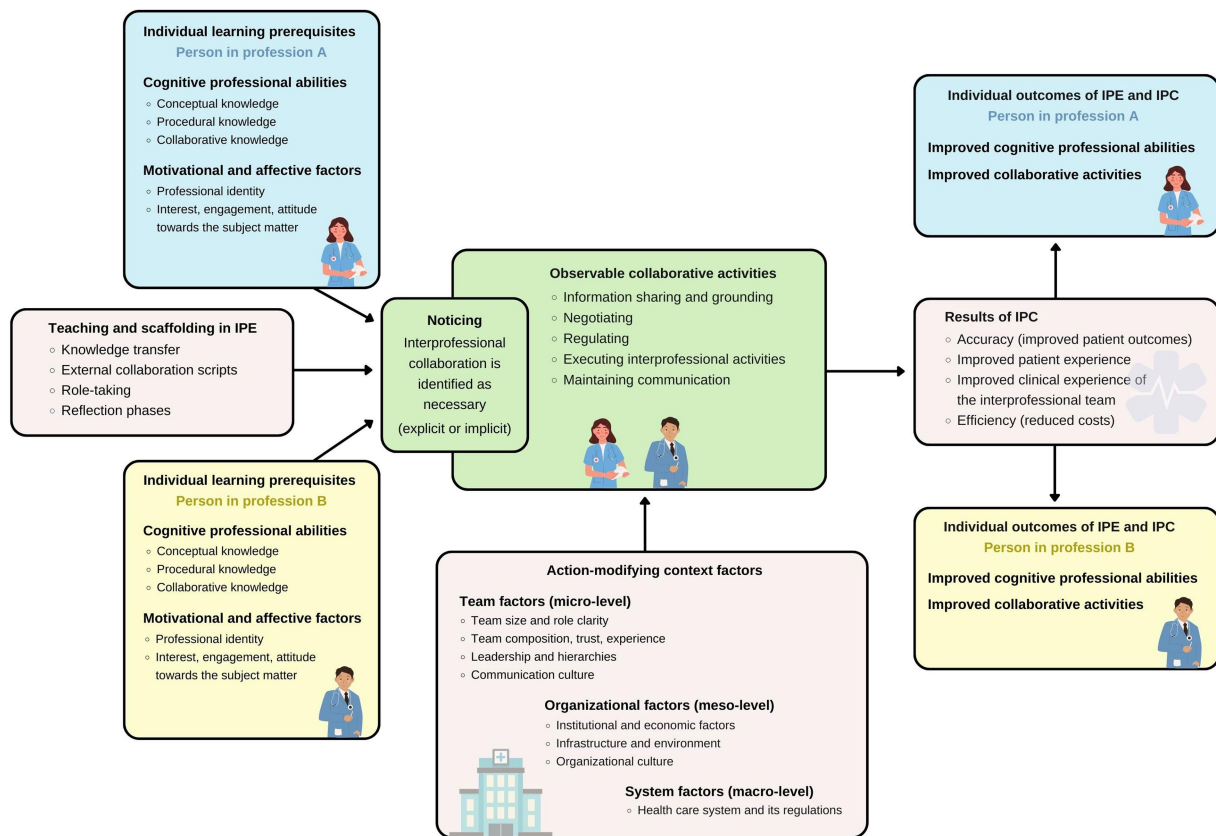 Individual learning prerequisites
Person in profession A
Cognitive professional abilities
Conceptual knowledge
Procedural knowledge
Collaborative knowledge
Motivational and affective factors
Professional identity
Interest, engagement, attitude
towards the subject matter
Teaching and scaffolding in IPE
Knowledge transfer
External collaboration scripts
Role-taking
Reflection phases
Individual learning prerequisites
Person in profession B
Cognitive professional abilities
Conceptual knowledge
Procedural knowledge
Collaborative knowledge
Motivational and affective factors
Professional identity
Interest, engagement, attitude
towards the subject matter
Noticing
Interprofessional
collaboration is
identified as
necessary
(explicit or implicit)
Observable collaborative activities
Information sharing and grounding
Negotiating
Regulating
Executing interprofessional activities
Maintaining communication
Action-modifying context factors
Team factors (micro-level)
Team size and role clarity
Team composition, trust, experience
Leadership and hierarchies
Communication culture
Organizational factors (meso-level)
Institutional and economic factors
Infrastructure and environment
Organizational culture
System factors (macro-level)
Health care system and its regulations
Individual outcomes of IPE and IPC
Person in profession A
Improved cognitive professional abilities
Improved collaborative activities
Results of IPC
Accuracy (improved patient outcomes)
Improved patient experience
Improved clinical experience of
the interprofessional team
Efficiency (reduced costs)
Individual outcomes of IPE and IPC
Person in profession B
Improved cognitive professional abilities
Improved collaborative activities